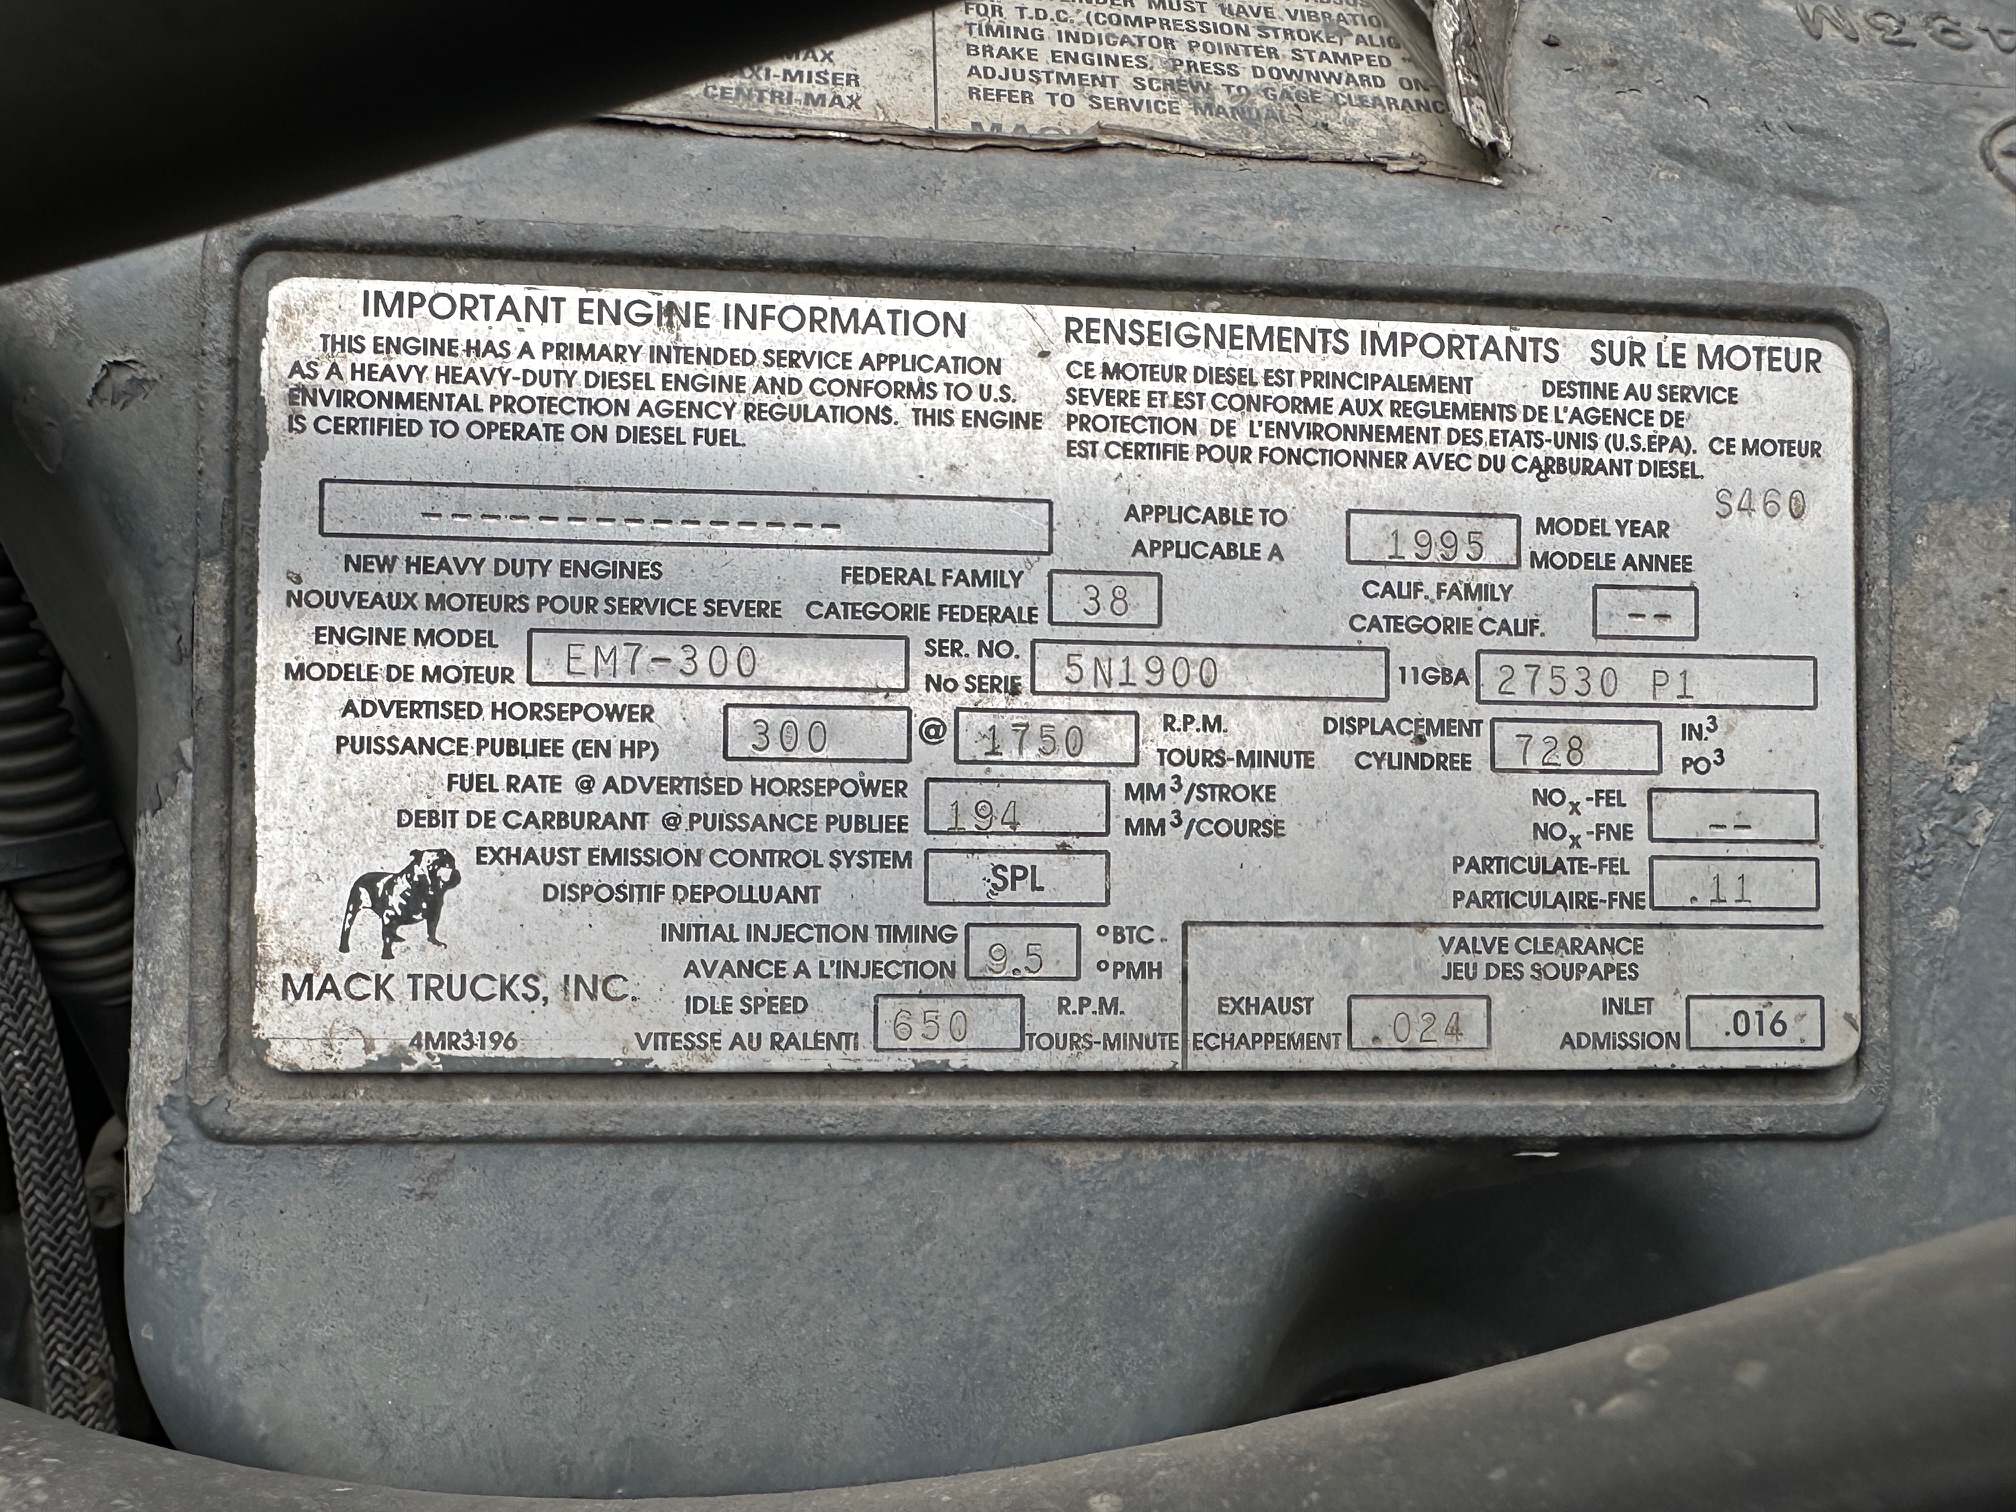 MUST HAVE VIBRATIO
FOR T.D.C. (COMPRESSION STROKE) ALIG
TIMING INDICATOR POINTER STAMPED
BRAKE ENGINES, PRESS DOWNWARD ON
ADJUSTMENT SCREW TO GAGE CLEARANC
REFER TO SERVICE MANUAL
MAX
XI-MISER
CENTRI-MAX
IMPORTANT ENGINE INFORMATION
THIS ENGINE HAS A PRIMARY INTENDED SERVICE APPLICATION
AS A HEAVY HEAVY-DUTY DIESEL ENGINE AND CONFORMS TO U.S.
ENVIRONMENTAL PROTECTION AGENCY REGULATIONS. THIS ENGINE
IS CERTIFIED TO OPERATE ON DIESEL FUEL.
RENSEIGNEMENTS IMPORTANTS SUR LE MOTEUR
CE MOTEUR DIESEL EST PRINCIPALEMENT DESTINE AU SERVICE
SEVERE ET EST CONFORME AUX REGLEMENTS DE L'AGENCE DE
PROTECTION DE L'ENVIRONNEMENT DES ETATS-UNIS (U.S.EPA). CE MOTEUR
EST CERTIFIE POUR FONCTIONNER AVEC DU CARBURANT DIESEL.
S460
---------------
APPLICABLE TO 1995 MODEL YEAR
APPLICABLE A MODELE ANNEE
NEW HEAVY DUTY ENGINES FEDERAL FAMILY 38 CALIF. FAMILY --
NOUVEAUX MOTEURS POUR SERVICE SEVERE CATEGORIE FEDERALE CATEGORIE CALIF.
ENGINE MODEL EM7-300 SER. NO. 5N1900 11GBA 27530 P1
MODELE DE MOTEUR No SERIE
ADVERTISED HORSEPOWER 300 @ 1750 R.P.M. DISPLACEMENT 728 IN.³
PUISSANCE PUBLIEE (EN HP) TOURS-MINUTE CYLINDREE PO³
FUEL RATE @ ADVERTISED HORSEPOWER 194 MM³/STROKE NOx-FEL --
DEBIT DE CARBURANT @ PUISSANCE PUBLIEE MM³/COURSE NOx-FNE
EXHAUST EMISSION CONTROL SYSTEM SPL PARTICULATE-FEL .11
DISPOSITIF DEPOLLUANT PARTICULAIRE-FNE
INITIAL INJECTION TIMING 9.5 °BTC
AVANCE A L'INJECTION °PMH
VALVE CLEARANCE
JEU DES SOUPAPES
MACK TRUCKS, INC.
4MR3196
IDLE SPEED 650 R.P.M. EXHAUST .024 INLET .016
VITESSE AU RALENTI TOURS-MINUTE ECHAPPEMENT ADMISSION